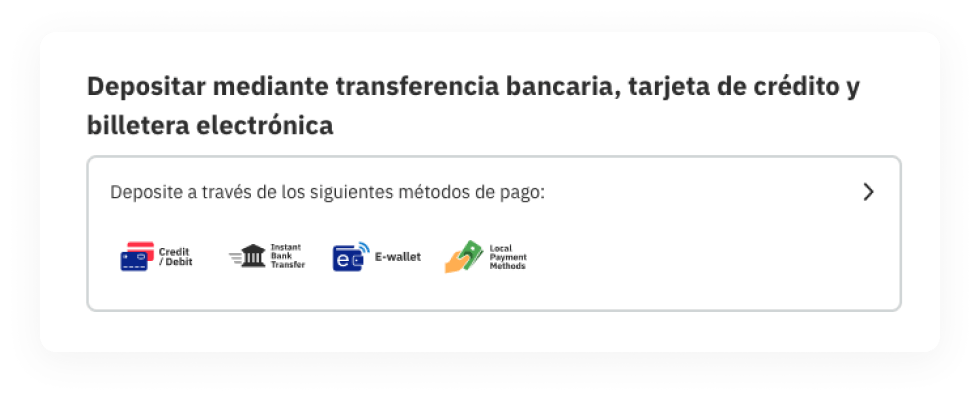 Depositar mediante transferencia bancaria, tarjeta de crédito y
billetera electrónica
Deposite a través de los siguientes métodos de pago:
Credit
/ Debit
Instant
Bank
Transfer
e
E-wallet
Local
Payment
Methods